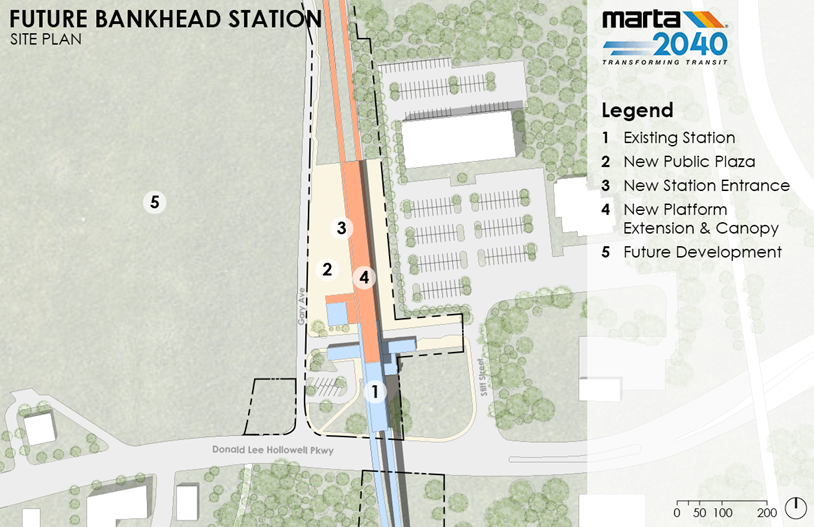 FUTURE BANKHEAD STATION
SITE PLAN
marta
2040
TRANSFORMING TRANSIT
Legend
1 Existing Station
2 New Public Plaza
3 New Station Entrance
4 New Platform
Extension & Canopy
5 Future Development
5
3
2
4
1
Gary Ave
Stiff Street
Donald Lee Hollowell Pkwy
0 50 100 200